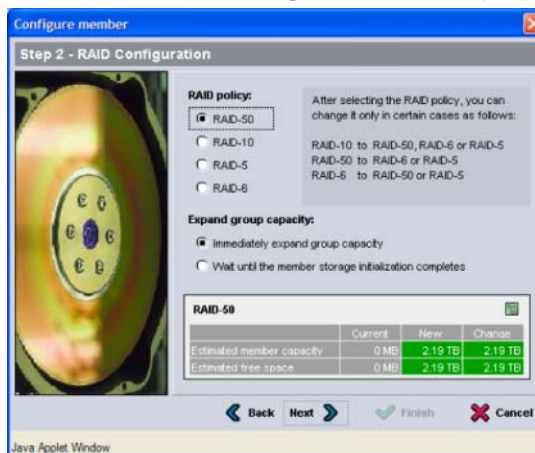 Configure member
Step 2 - RAID Configuration
RAID policy:
RAID-50
RAID-10
RAID-5
RAID-6
After selecting the RAID policy, you can
change it only in certain cases as follows:
RAID-10 to RAID-50, RAID-6 or RAID-5
RAID-50 to RAID-6 or RAID-5
RAID-6 to RAID-50 or RAID-5
Expand group capacity:
Immediately expand group capacity
Wait until the member storage initialization completes
RAID-50
Current New Change
Estimated member capacity 0 MB 2.19 TB 2.19 TB
Estimated free space 0 MB 2.19 TB 2.19 TB
Back Next Finish Cancel
Java Applet Window